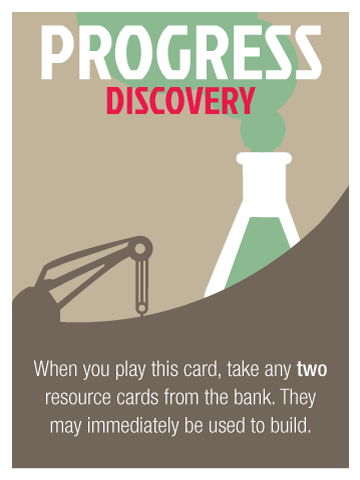 PROGRESS
DISCOVERY
When you play this card, take any two
resource cards from the bank. They
may immediately be used to build.